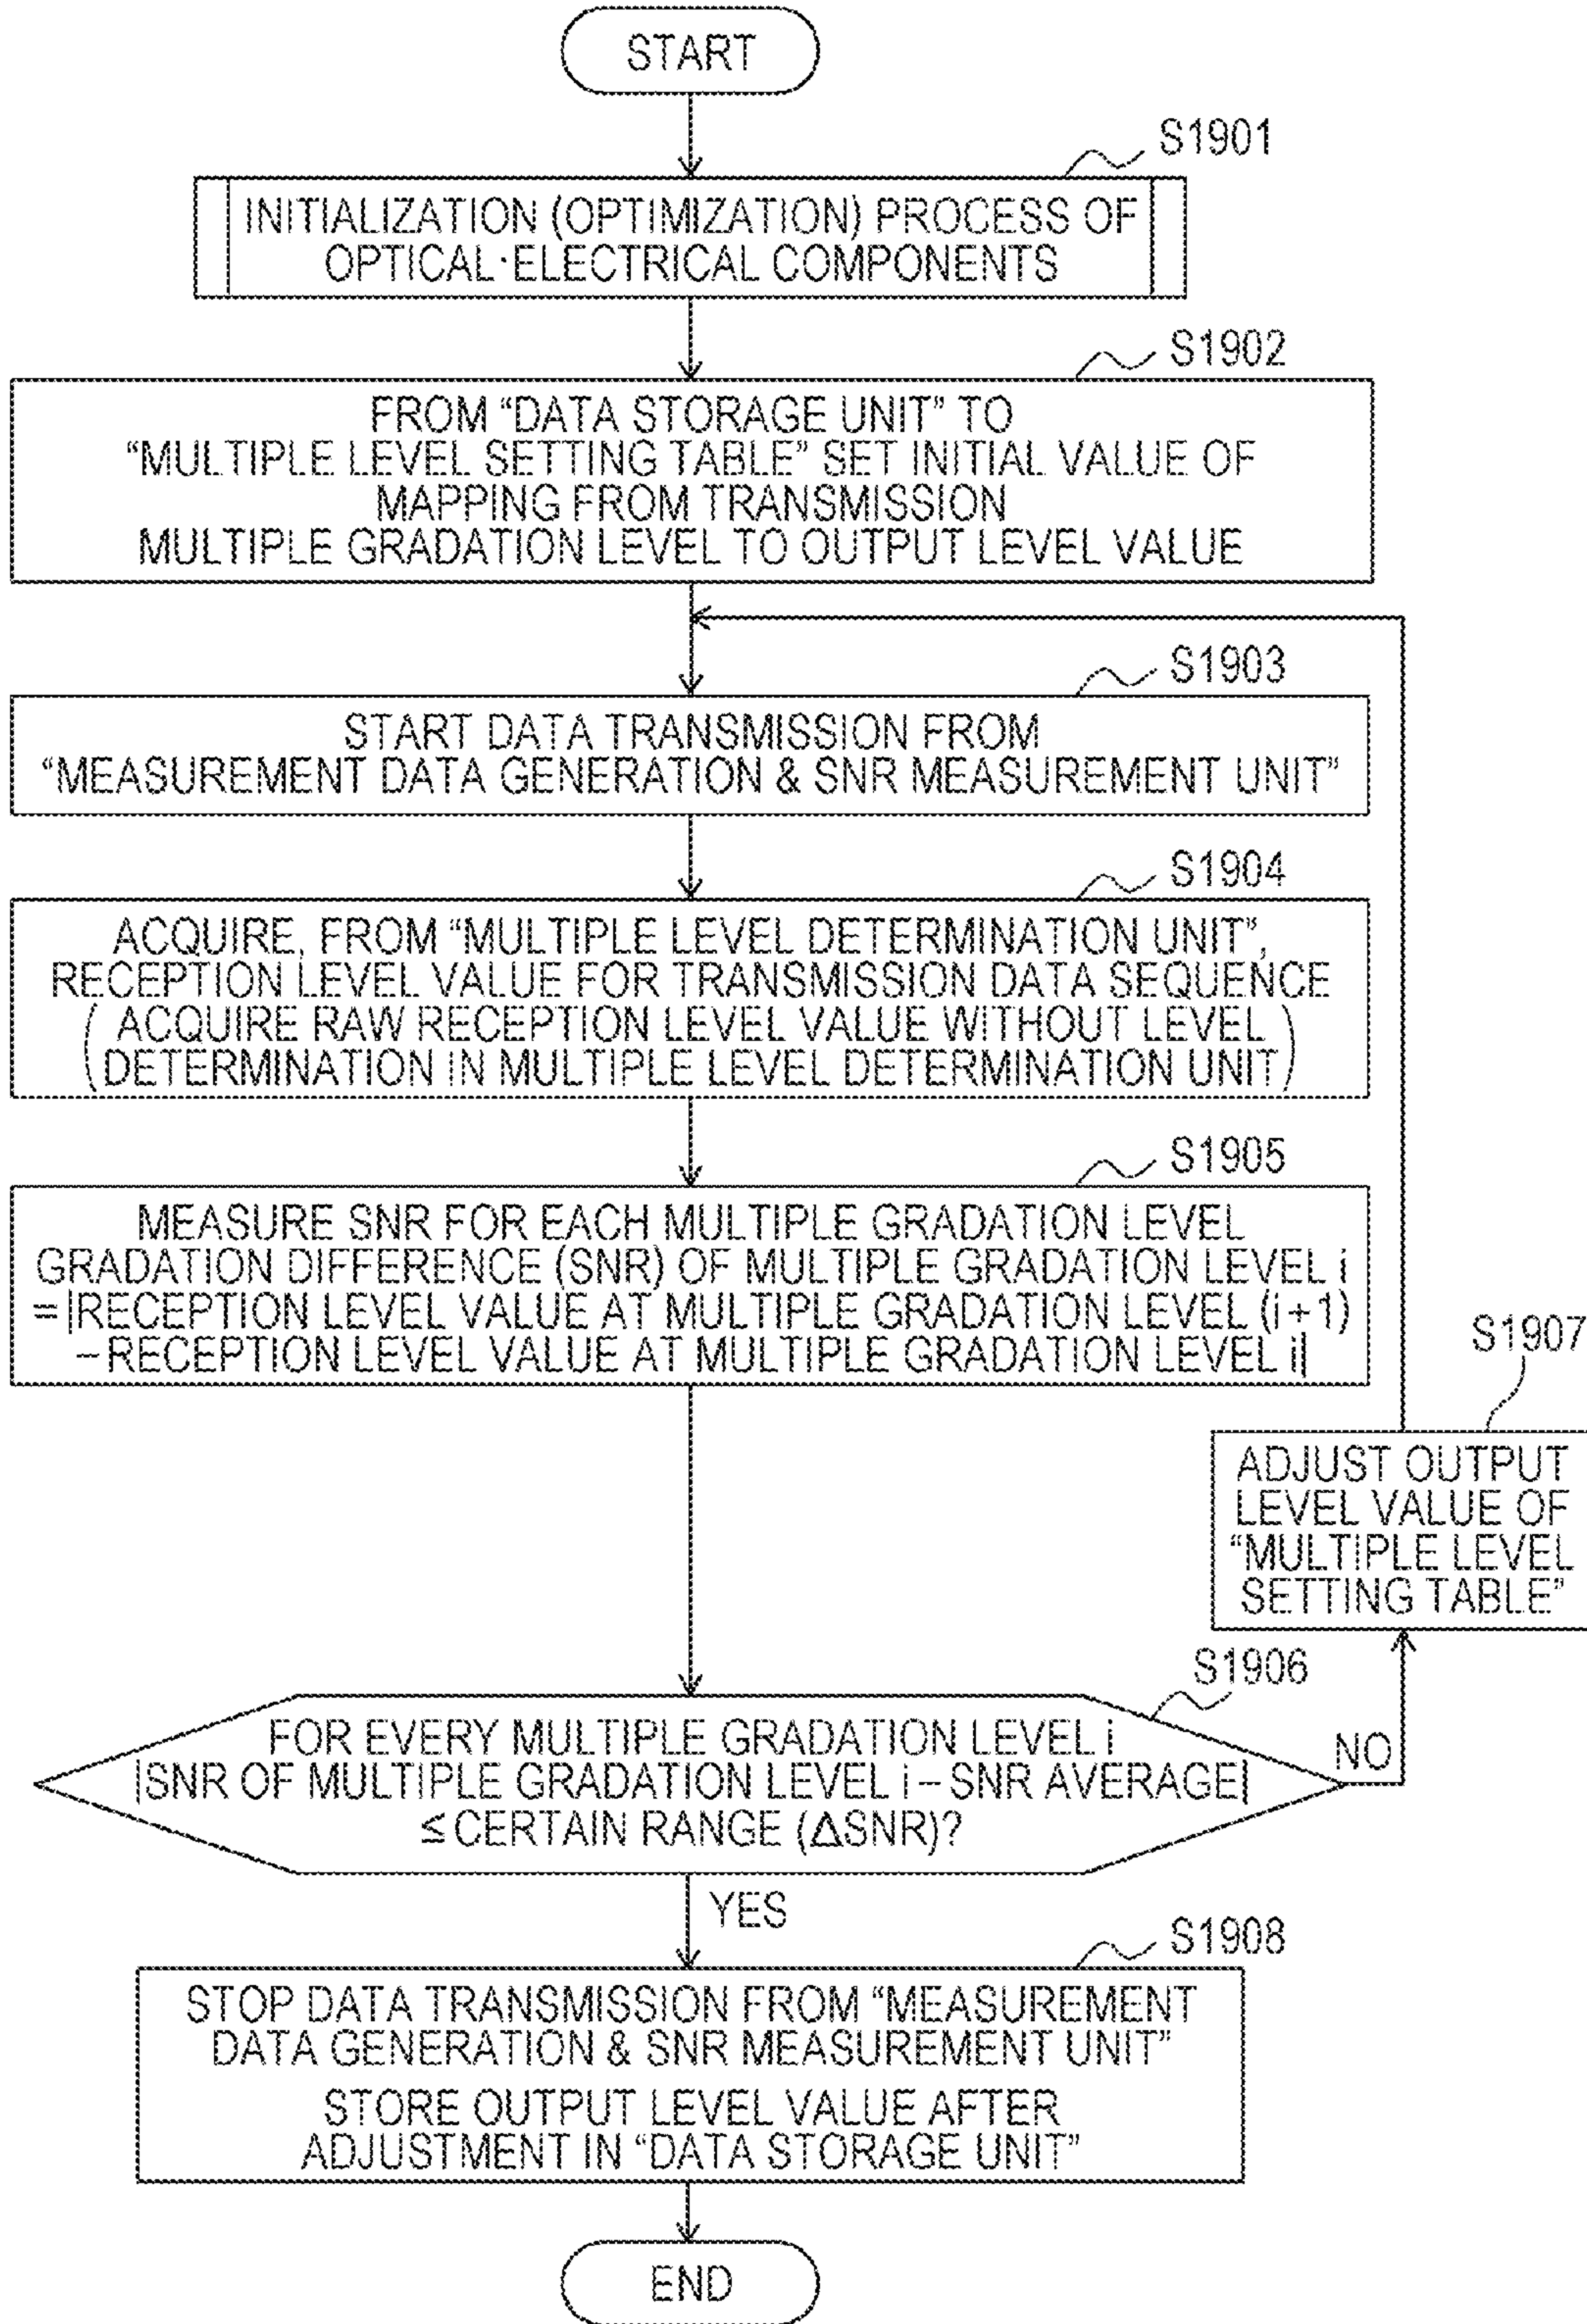 START
S1901
INITIALIZATION (OPTIMIZATION) PROCESS OF
OPTICAL·ELECTRICAL COMPONENTS
S1902
FROM “DATA STORAGE UNIT” TO
“MULTIPLE LEVEL SETTING TABLE” SET INITIAL VALUE OF
MAPPING FROM TRANSMISSION
MULTIPLE GRADATION LEVEL TO OUTPUT LEVEL VALUE
S1903
START DATA TRANSMISSION FROM
“MEASUREMENT DATA GENERATION & SNR MEASUREMENT UNIT”
S1904
ACQUIRE, FROM “MULTIPLE LEVEL DETERMINATION UNIT”,
RECEPTION LEVEL VALUE FOR TRANSMISSION DATA SEQUENCE
(ACQUIRE RAW RECEPTION LEVEL VALUE WITHOUT LEVEL
DETERMINATION IN MULTIPLE LEVEL DETERMINATION UNIT)
S1905
MEASURE SNR FOR EACH MULTIPLE GRADATION LEVEL
GRADATION DIFFERENCE (SNR) OF MULTIPLE GRADATION LEVEL i
=|RECEPTION LEVEL VALUE AT MULTIPLE GRADATION LEVEL (i+1)
−RECEPTION LEVEL VALUE AT MULTIPLE GRADATION LEVEL i|
S1907
ADJUST OUTPUT
LEVEL VALUE OF
“MULTIPLE LEVEL
SETTING TABLE”
S1906
FOR EVERY MULTIPLE GRADATION LEVEL i
|SNR OF MULTIPLE GRADATION LEVEL i − SNR AVERAGE|
≤ CERTAIN RANGE (ΔSNR)?
NO
YES
S1908
STOP DATA TRANSMISSION FROM “MEASUREMENT
DATA GENERATION & SNR MEASUREMENT UNIT”
STORE OUTPUT LEVEL VALUE AFTER
ADJUSTMENT IN “DATA STORAGE UNIT”
END